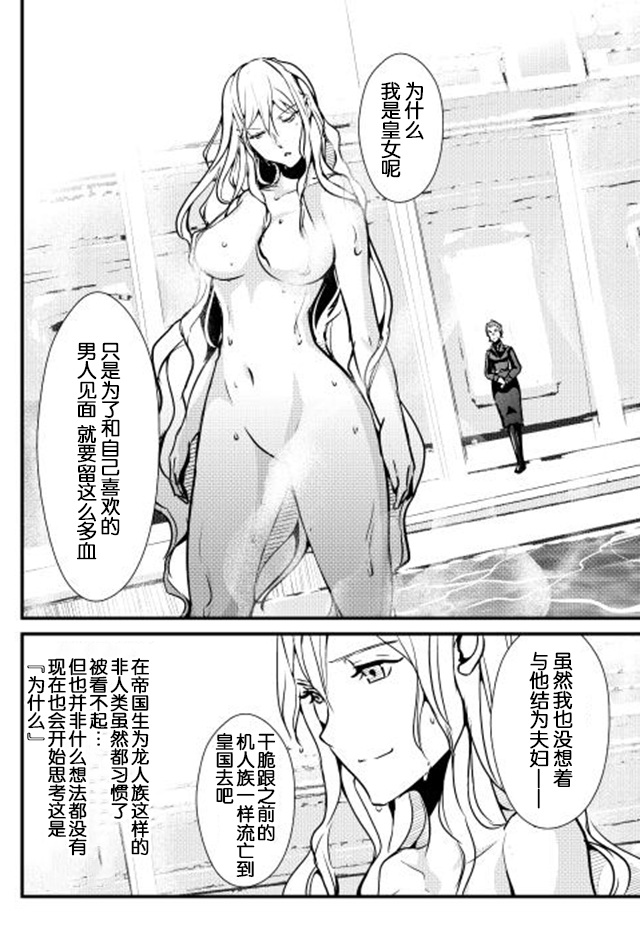 为什么
我是皇女呢
只是为了和自己喜欢的
男人见面 就要留这么多血
虽然我也没想着
与他结为夫妇——
干脆跟之前的
机人族一样流亡到
皇国去吧
在帝国生为龙人族这样的
非人类虽然都习惯了
被看不起…
但也并非什么想法都没有
现在也会开始思考这是
『为什么』